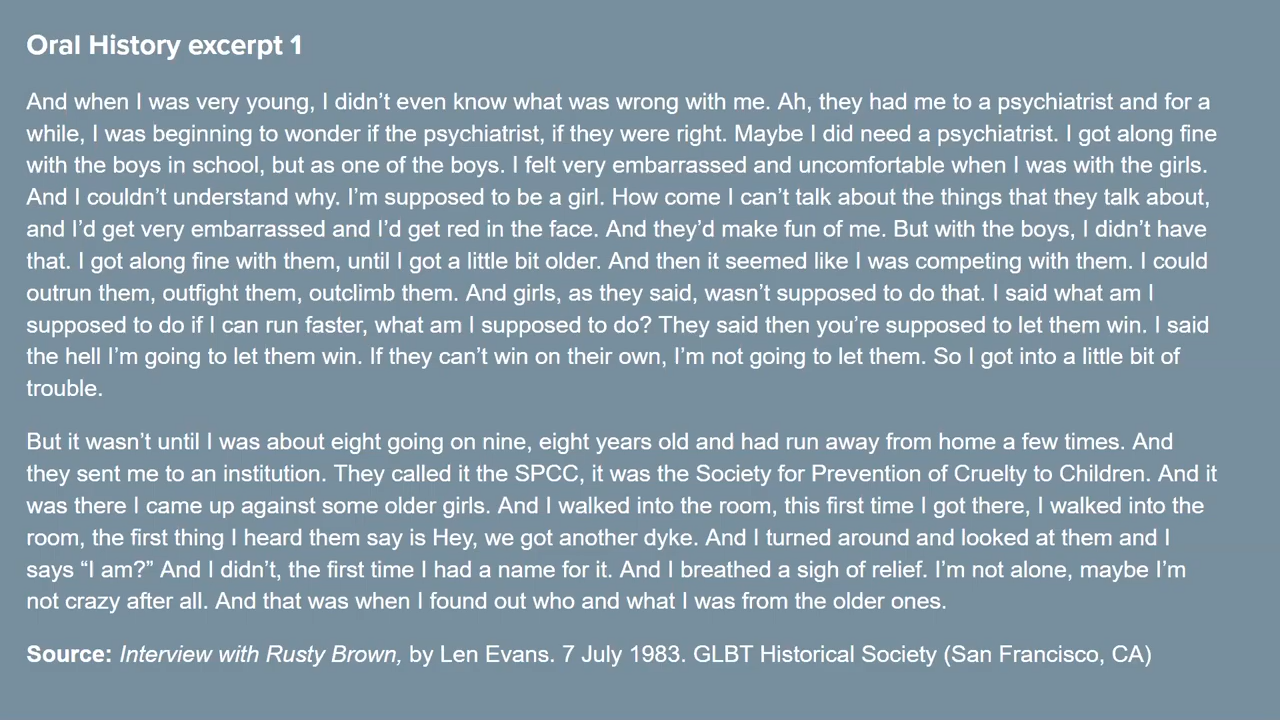 Oral History excerpt 1
And when I was very young, I didn’t even know what was wrong with me. Ah, they had me to a psychiatrist and for a
while, I was beginning to wonder if the psychiatrist, if they were right. Maybe I did need a psychiatrist. I got along fine
with the boys in school, but as one of the boys. I felt very embarrassed and uncomfortable when I was with the girls.
And I couldn’t understand why. I’m supposed to be a girl. How come I can’t talk about the things that they talk about,
and I’d get very embarrassed and I’d get red in the face. And they’d make fun of me. But with the boys, I didn’t have
that. I got along fine with them, until I got a little bit older. And then it seemed like I was competing with them. I could
outrun them, outfight them, outclimb them. And girls, as they said, wasn’t supposed to do that. I said what am I
supposed to do if I can run faster, what am I supposed to do? They said then you’re supposed to let them win. I said
the hell I’m going to let them win. If they can’t win on their own, I’m not going to let them. So I got into a little bit of
trouble.
But it wasn’t until I was about eight going on nine, eight years old and had run away from home a few times. And
they sent me to an institution. They called it the SPCC, it was the Society for Prevention of Cruelty to Children. And it
was there I came up against some older girls. And I walked into the room, this first time I got there, I walked into the
room, the first thing I heard them say is Hey, we got another dyke. And I turned around and looked at them and I
says “I am?” And I didn’t, the first time I had a name for it. And I breathed a sigh of relief. I’m not alone, maybe I’m
not crazy after all. And that was when I found out who and what I was from the older ones.
Source: Interview with Rusty Brown, by Len Evans. 7 July 1983. GLBT Historical Society (San Francisco, CA)